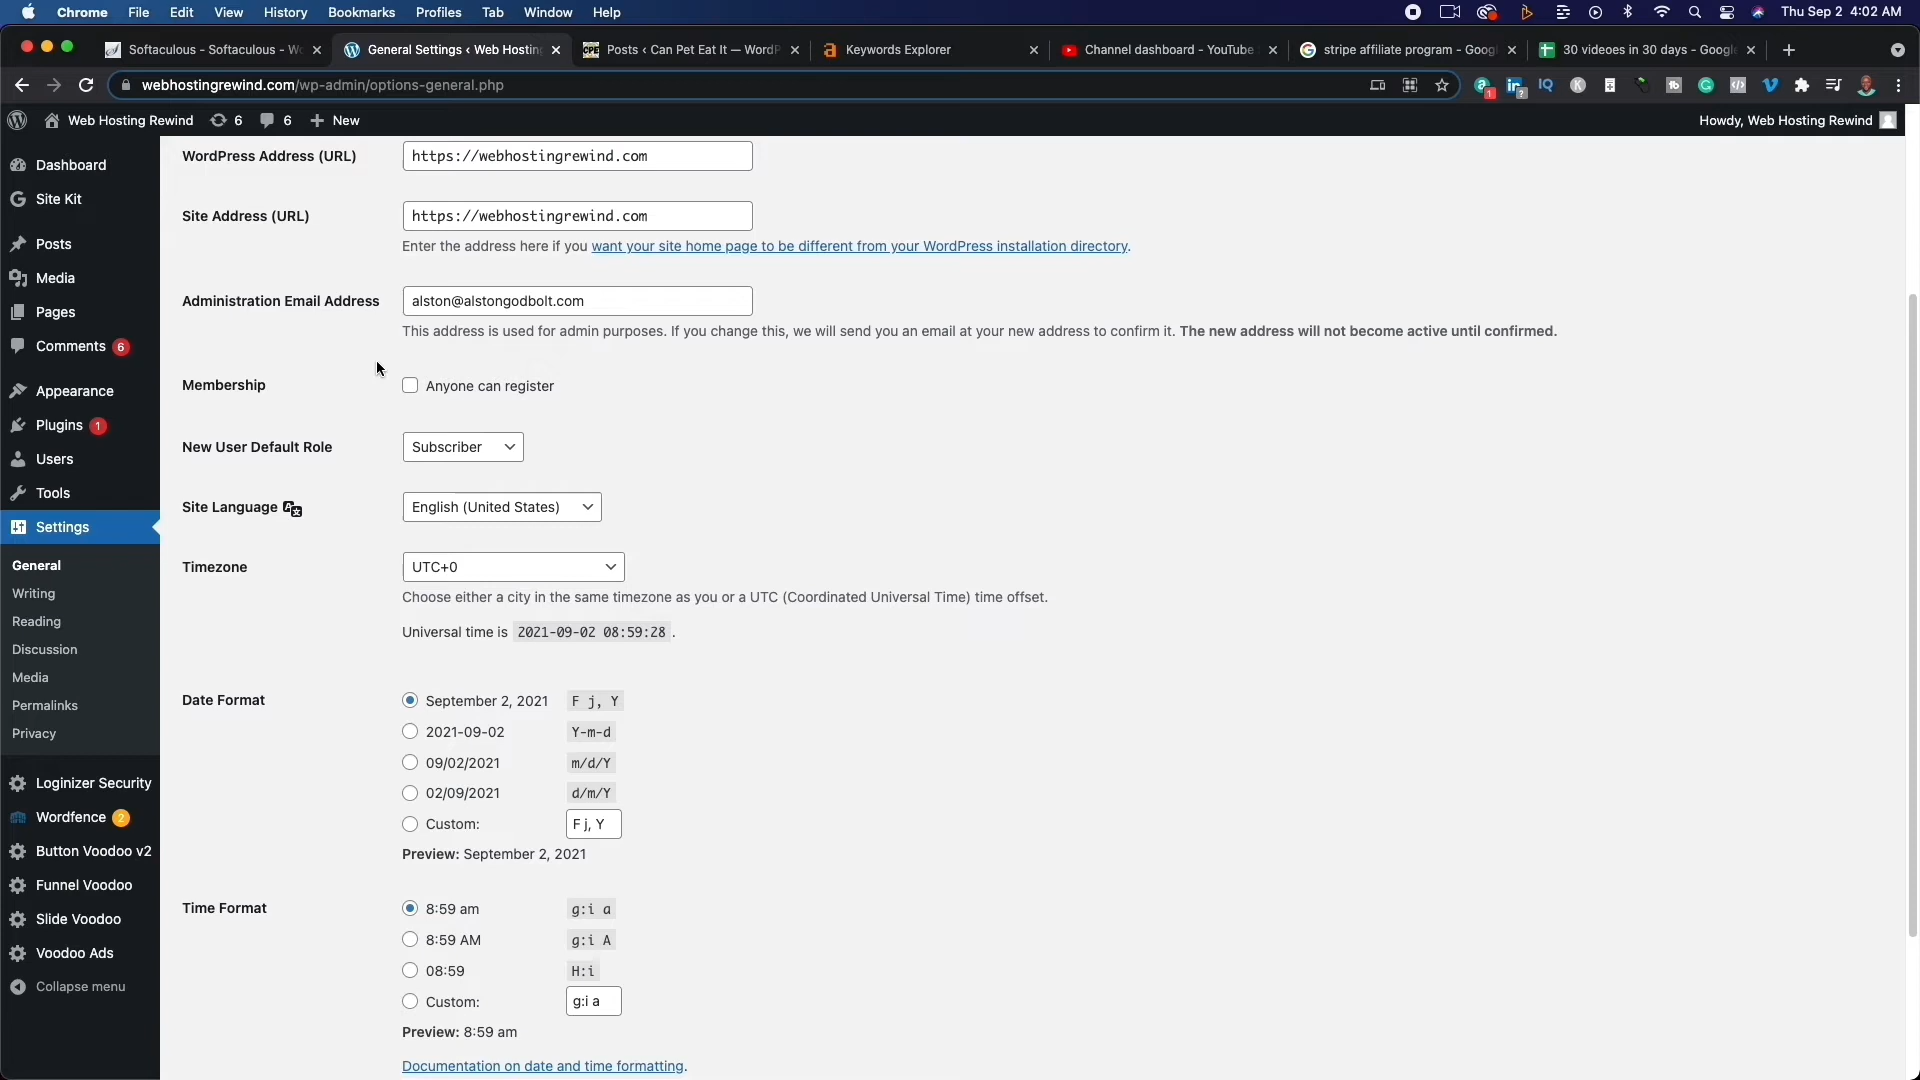 Chrome File Edit View History Bookmarks Profiles Tab Window Help Thu Sep 2 4:02 AM
Softaculous - Softaculous - Wo
General Settings ‹ Web Hosting
Posts ‹ Can Pet Eat It — WordP
Keywords Explorer
Channel dashboard - YouTube
stripe affiliate program - Goog
30 videoes in 30 days - Google
webhostingrewind.com/wp-admin/options-general.php
Web Hosting Rewind 6 6 + New Howdy, Web Hosting Rewind
Dashboard
Site Kit
Posts
Media
Pages
Comments 6
Appearance
Plugins 1
Users
Tools
Settings
General
Writing
Reading
Discussion
Media
Permalinks
Privacy
Loginizer Security
Wordfence 2
Button Voodoo v2
Funnel Voodoo
Slide Voodoo
Voodoo Ads
Collapse menu
WordPress Address (URL) https://webhostingrewind.com
Site Address (URL) https://webhostingrewind.com
Enter the address here if you want your site home page to be different from your WordPress installation directory.
Administration Email Address alston@alstongodbolt.com
This address is used for admin purposes. If you change this, we will send you an email at your new address to confirm it. The new address will not become active until confirmed.
Membership Anyone can register
New User Default Role Subscriber
Site Language English (United States)
Timezone UTC+0
Choose either a city in the same timezone as you or a UTC (Coordinated Universal Time) time offset.
Universal time is 2021-09-02 08:59:28 .
Date Format September 2, 2021 F j, Y
2021-09-02 Y-m-d
09/02/2021 m/d/Y
02/09/2021 d/m/Y
Custom: F j, Y
Preview: September 2, 2021
Time Format 8:59 am g:i a
8:59 AM g:i A
08:59 H:i
Custom: g:i a
Preview: 8:59 am
Documentation on date and time formatting.